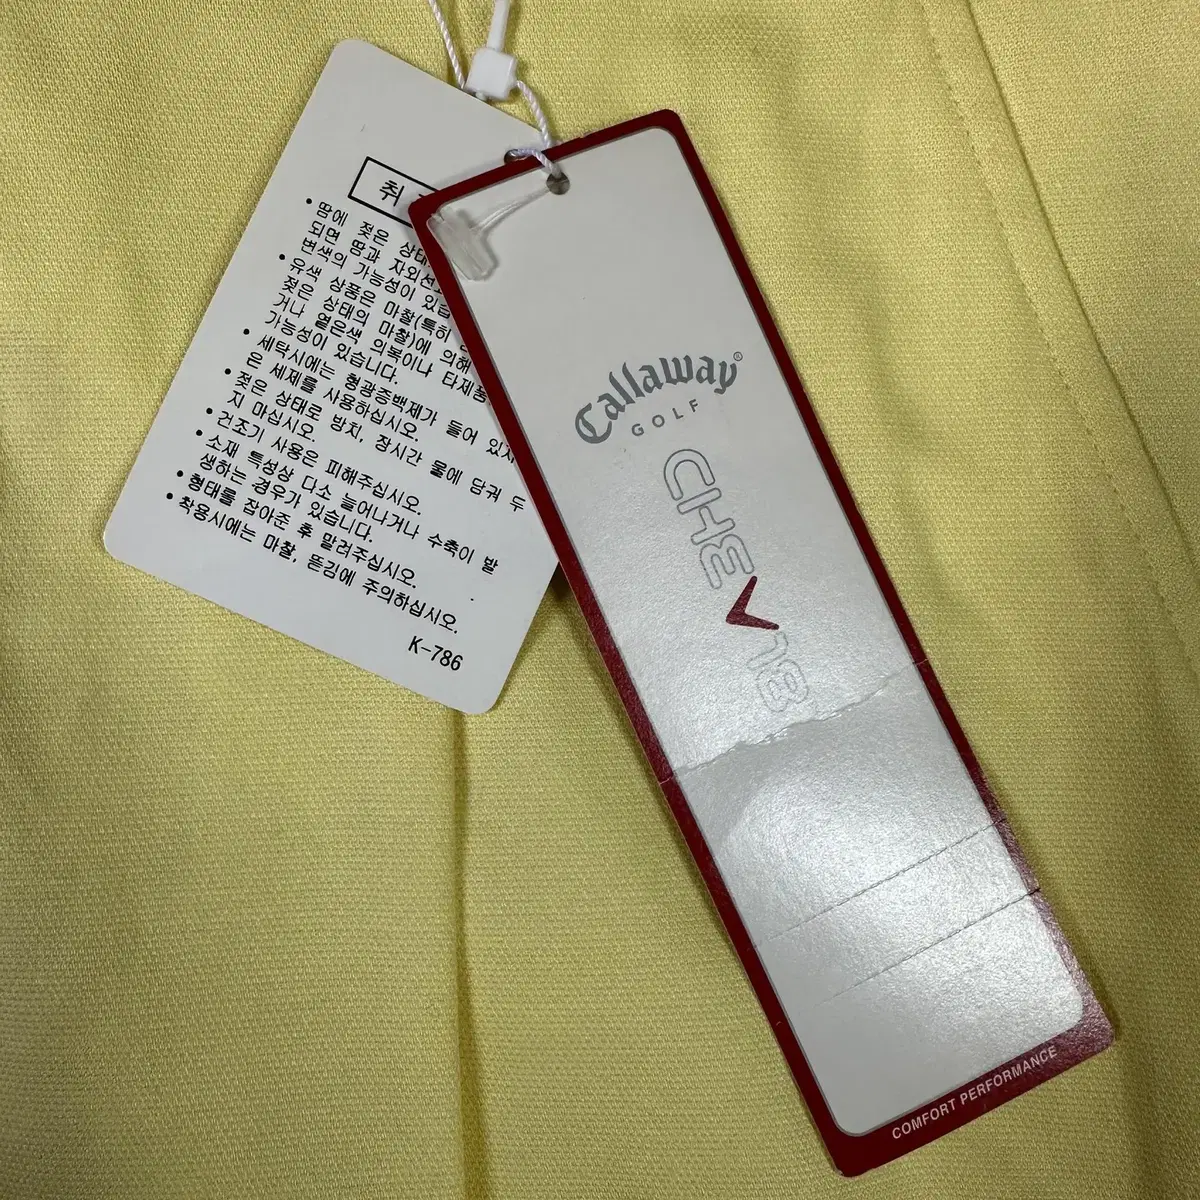 취
• 땀에 젖은 상태
되면 땀과 자외선
변색의 가능성이 있습
• 유색 상품은 마찰(특히
젖은 상태의 마찰)에 의해
거나 옅은색 의복이나 타제품
가능성이 있습니다.
• 세탁시에는 형광증백제가 들어 있지
은 세제를 사용하십시오.
• 젖은 상태로 방치, 장시간 물에 담궈 두
지 마십시오.
• 건조기 사용은 피해주십시오.
• 소재 특성상 다소 늘어나거나 수축이 발
생하는 경우가 있습니다.
• 형태를 잡아준 후 말려주십시오.
• 착용시에는 마찰, 뜯김에 주의하십시오.
K-786
Callaway®
GOLF
CHEV18
COMFORT PERFORMANCE